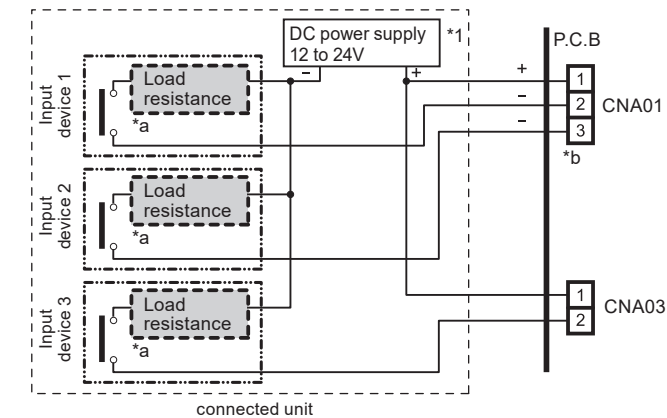 DC power supply *1
12 to 24V
P.C.B
- +
+
-
-
1
2
3
CNA01
*b
Input
device 1
Load
resistance
*a
Input
device 2
Load
resistance
*a
Input
device 3
Load
resistance
*a
1
2
CNA03
connected unit